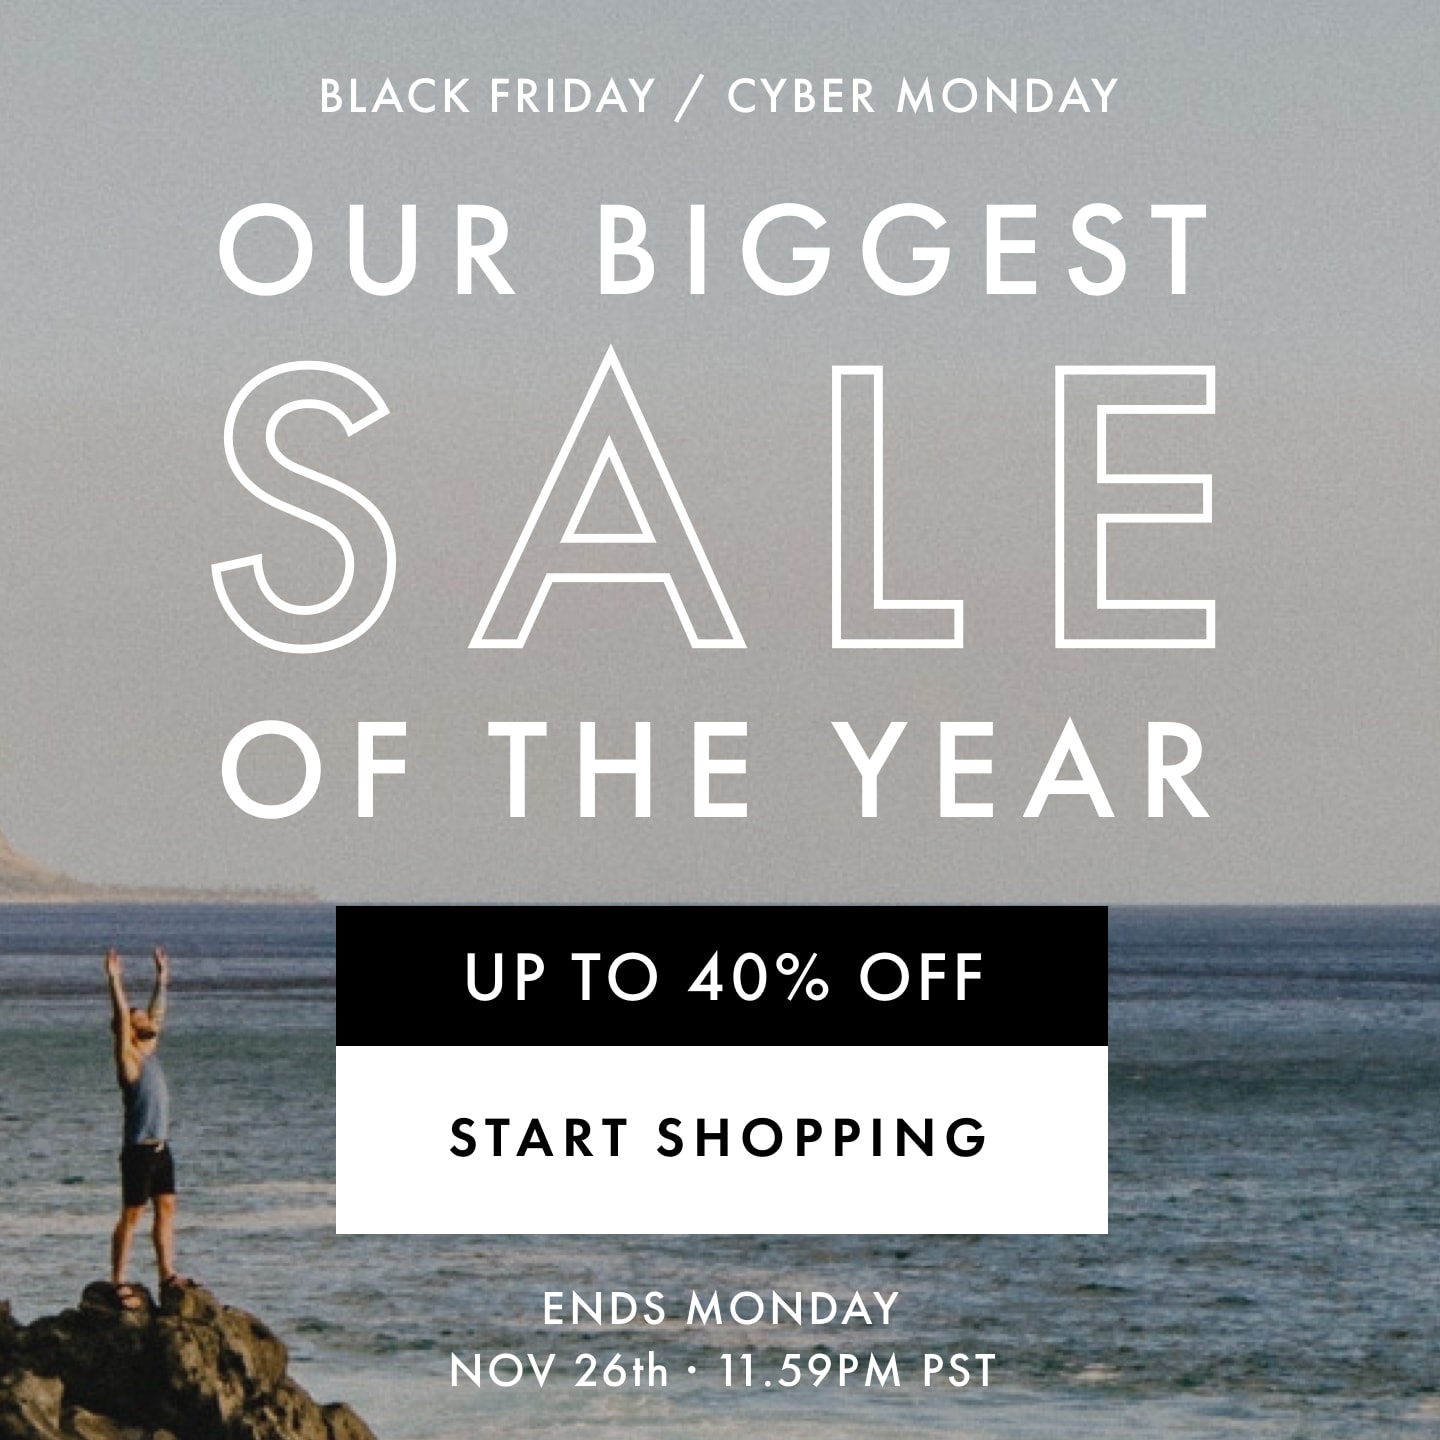 BLACK FRIDAY / CYBER MONDAY
OUR BIGGEST
SALE
OF THE YEAR
UP TO 40% OFF
START SHOPPING
ENDS MONDAY
NOV 26th · 11.59PM PST